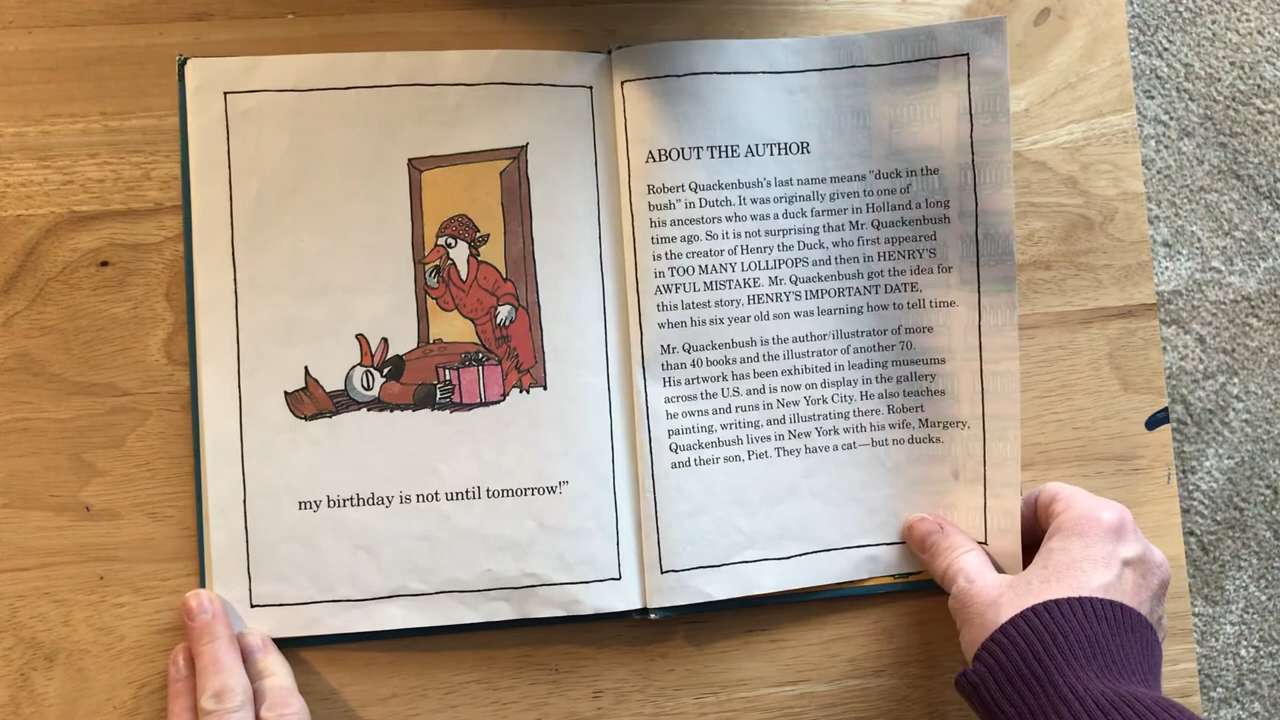 my birthday is not until tomorrow!”
ABOUT THE AUTHOR
Robert Quackenbush's last name means "duck in the
bush" in Dutch. It was originally given to one of
his ancestors who was a duck farmer in Holland a long
time ago. So it is not surprising that Mr. Quackenbush
is the creator of Henry the Duck, who first appeared
in TOO MANY LOLLIPOPS and then in HENRY'S
AWFUL MISTAKE. Mr. Quackenbush got the idea for
this latest story, HENRY'S IMPORTANT DATE,
when his six year old son was learning how to tell time.
Mr. Quackenbush is the author/illustrator of more
than 40 books and the illustrator of another 70.
His artwork has been exhibited in leading museums
across the U.S. and is now on display in the gallery
he owns and runs in New York City. He also teaches
painting, writing, and illustrating there. Robert
Quackenbush lives in New York with his wife, Margery,
and their son, Piet. They have a cat—but no ducks.